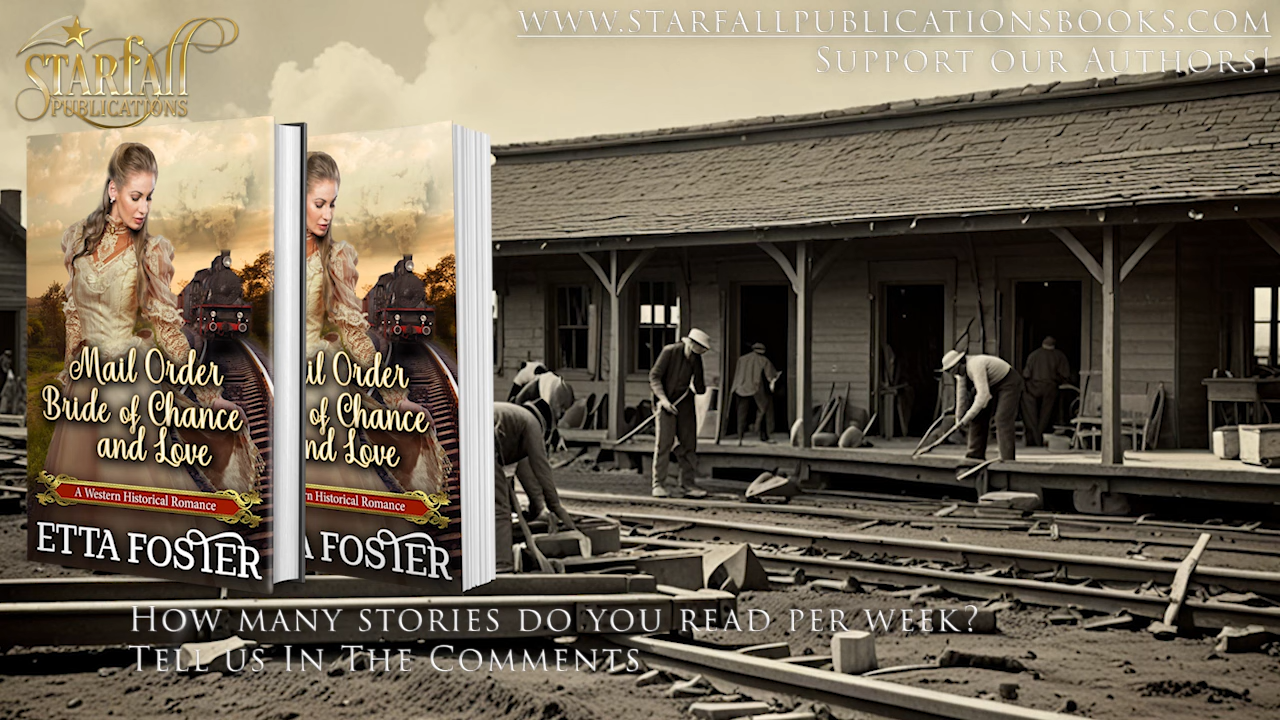 STARfall
PUBLICATIONS
WWW.STARFALLPUBLICATIONSBOOKS.COM
SUPPORT OUR AUTHORS!
Mail Order
Bride of Chance
and Love
A Western Historical Romance
ETTA FOSTER
il Order
of Chance
nd Love
rn Historical Romance
A FOSTER
HOW MANY STORIES DO YOU READ PER WEEK?
TELL US IN THE COMMENTS